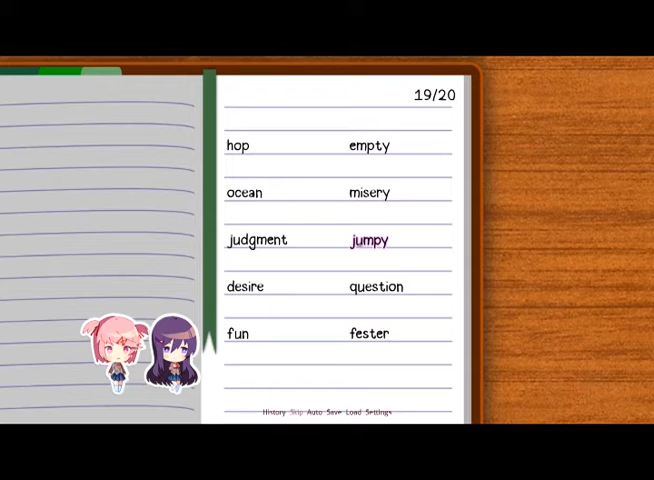 19/20
hop empty
ocean misery
judgment jumpy
desire question
fun fester
History Skip Auto Save Load Settings